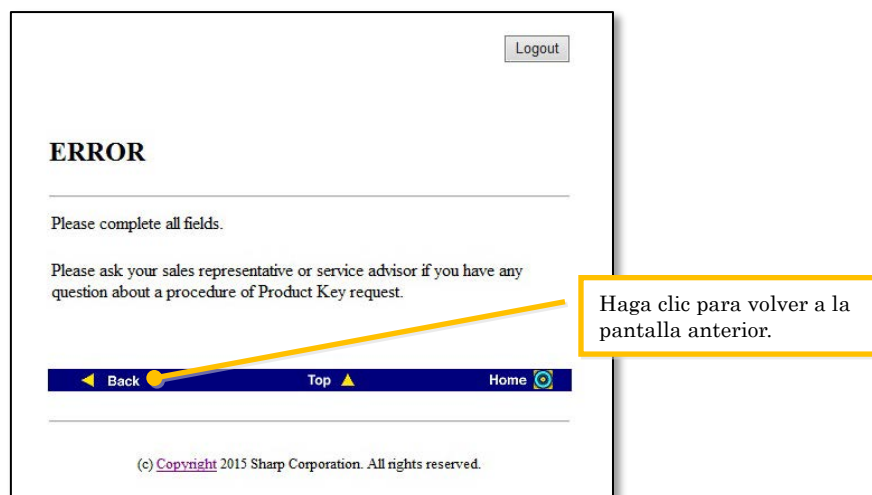 Logout
ERROR
Please complete all fields.
Please ask your sales representative or service advisor if you have any
question about a procedure of Product Key request.
Haga clic para volver a la
pantalla anterior.
Back Top Home
(c) Copyright 2015 Sharp Corporation. All rights reserved.